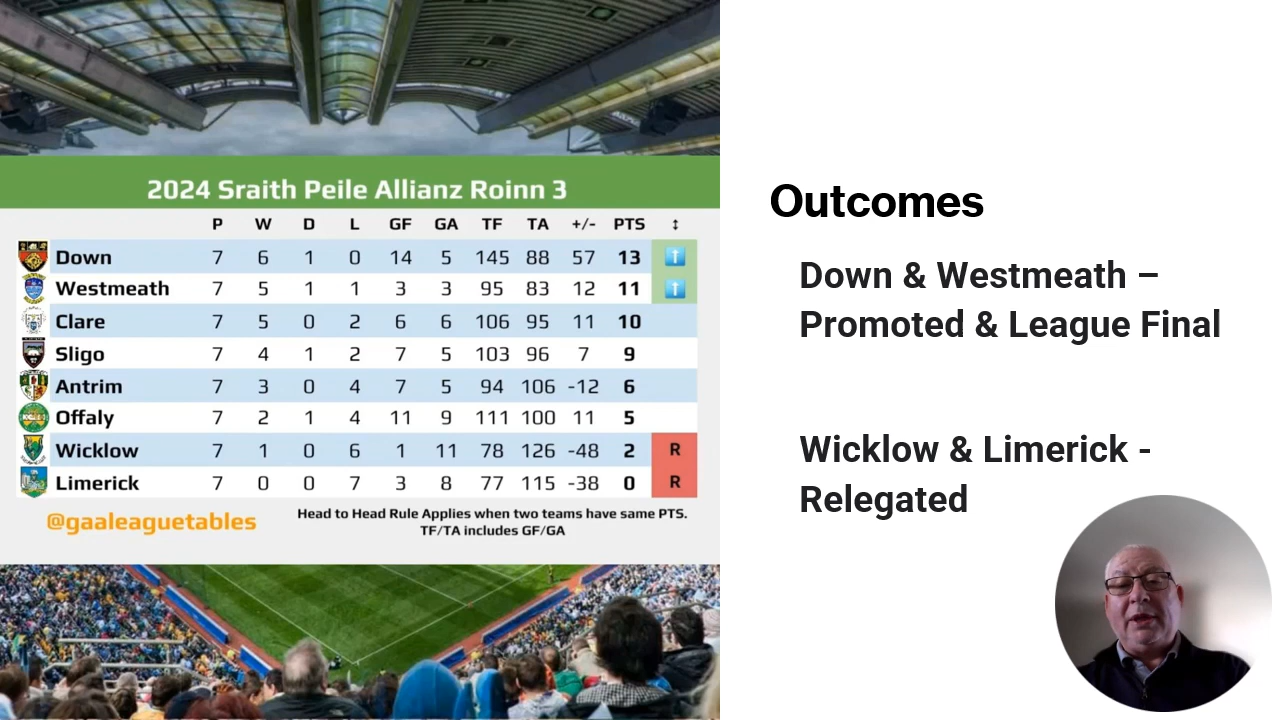 2024 Sraith Peile Allianz Roinn 3
P W D L GF GA TF TA +/- PTS ↕
Down 7 6 1 0 14 5 145 88 57 13 ⬆
Westmeath 7 5 1 1 3 3 95 83 12 11 ⬆
Clare 7 5 0 2 6 6 106 95 11 10
Sligo 7 4 1 2 7 5 103 96 7 9
Antrim 7 3 0 4 7 5 94 106 -12 6
Offaly 7 2 1 4 11 9 111 100 11 5
Wicklow 7 1 0 6 1 11 78 126 -48 2 R
Limerick 7 0 0 7 3 8 77 115 -38 0 R
@gaaleaguetables
Head to Head Rule Applies when two teams have same PTS.
TF/TA includes GF/GA
Outcomes
Down & Westmeath –
Promoted & League Final
Wicklow & Limerick -
Relegated